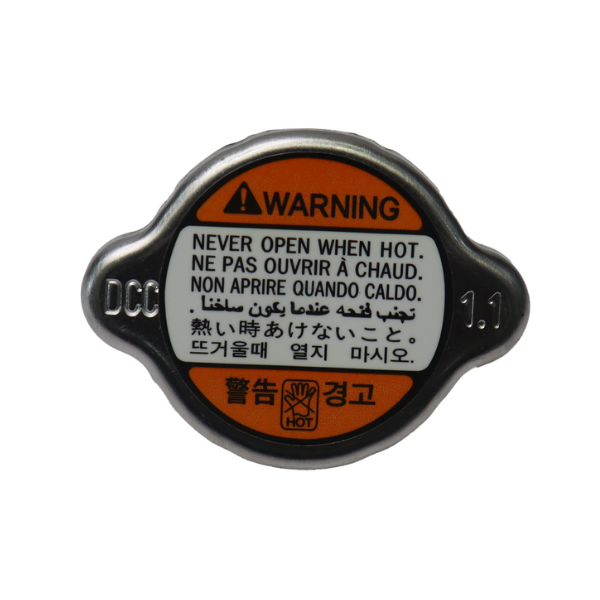 WARNING
NEVER OPEN WHEN HOT.
NE PAS OUVRIR À CHAUD.
NON APRIRE QUANDO CALDO.
تجنب فتحه عندما يكون ساخنا .
DCC
1.1
熱い時あけないこと。
뜨거울때 열지 마시오.
警告 경고
HOT